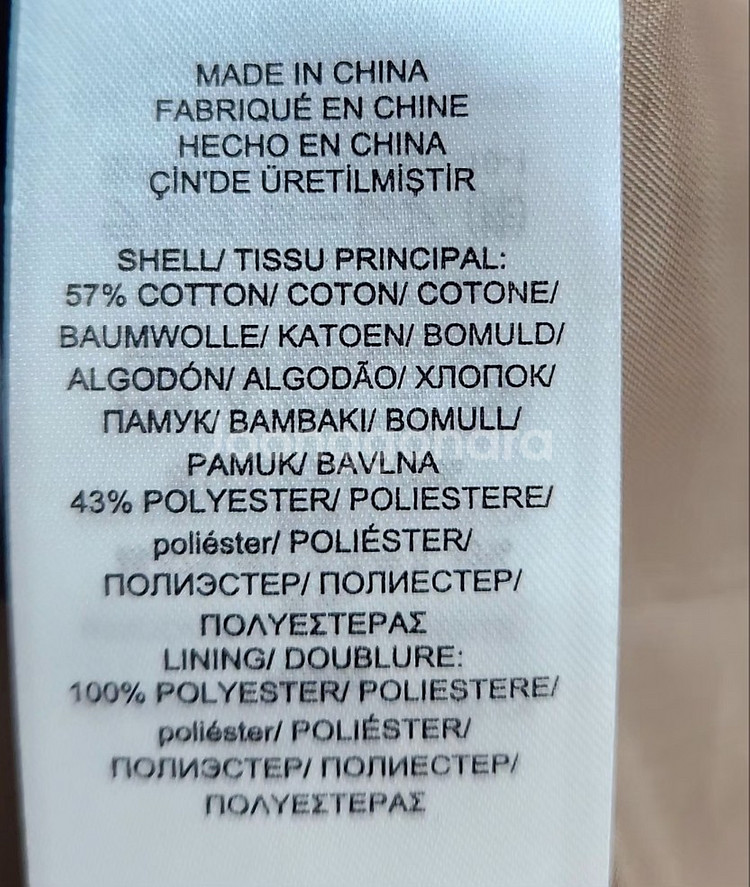 MADE IN CHINA
FABRIQUÉ EN CHINE
HECHO EN CHINA
ÇİN'DE ÜRETİLMİŞTİR
SHELL/ TISSU PRINCIPAL:
57% COTTON/ COTON/ COTONE/
BAUMWOLLE/ KATOEN/ BOMULD/
ALGODÓN/ ALGODÃO/ ХЛОПОК/
ПАМУК/ BAMBAKI/ BOMULL/
PAMUK/ BAVLNA
43% POLYESTER/ POLIESTERE/
poliéster/ POLIÉSTER/
ПОЛИЭСТЕР/ ПОЛИЕСТЕР/
ΠΟΛΥΕΣΤΕΡΑΣ
LINING/ DOUBLURE:
100% POLYESTER/ POLIESTERE/
poliéster/ POLIÉSTER/
ПОЛИЭСТЕР/ ПОЛИЕСТЕР/
ΠΟΛΥΕΣΤΕΡΑΣ